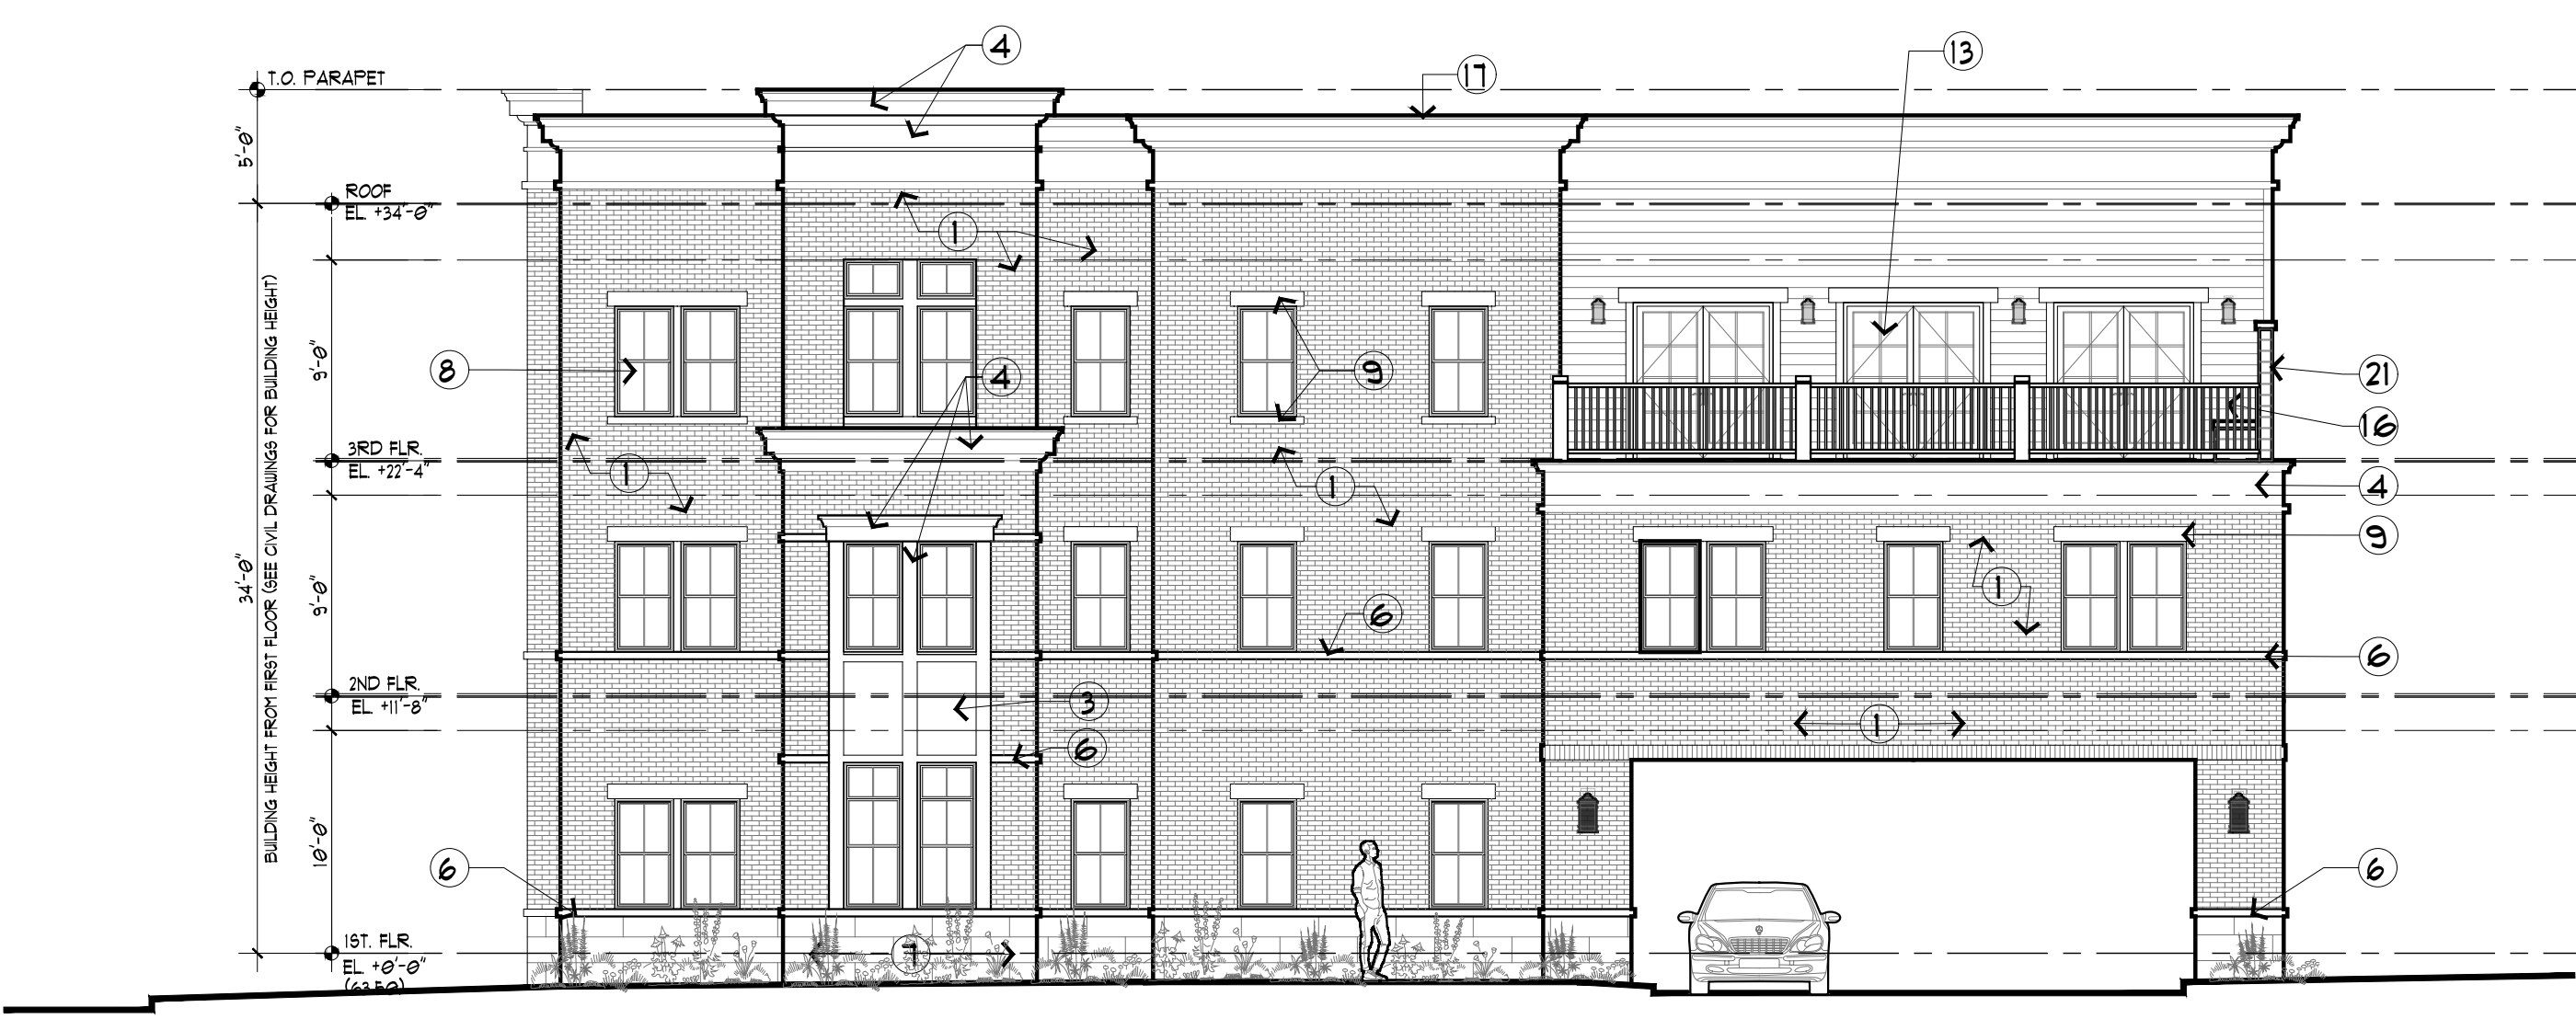 4
13
17
T.O. PARAPET
5'-0"
ROOF
EL. +34'-0"
1
8
9'-0"
4
9
21
16
BUILDING HEIGHT FROM FIRST FLOOR (SEE CIVIL DRAWINGS FOR BUILDING HEIGHT)
34'-0"
3RD FLR.
EL. +22'-4"
1
1
4
9
9'-0"
1
6
6
2ND FLR.
EL. +11'-8"
3
1
6
10'-0"
6
6
1ST. FLR.
EL. +0'-0"
(63.50)
7